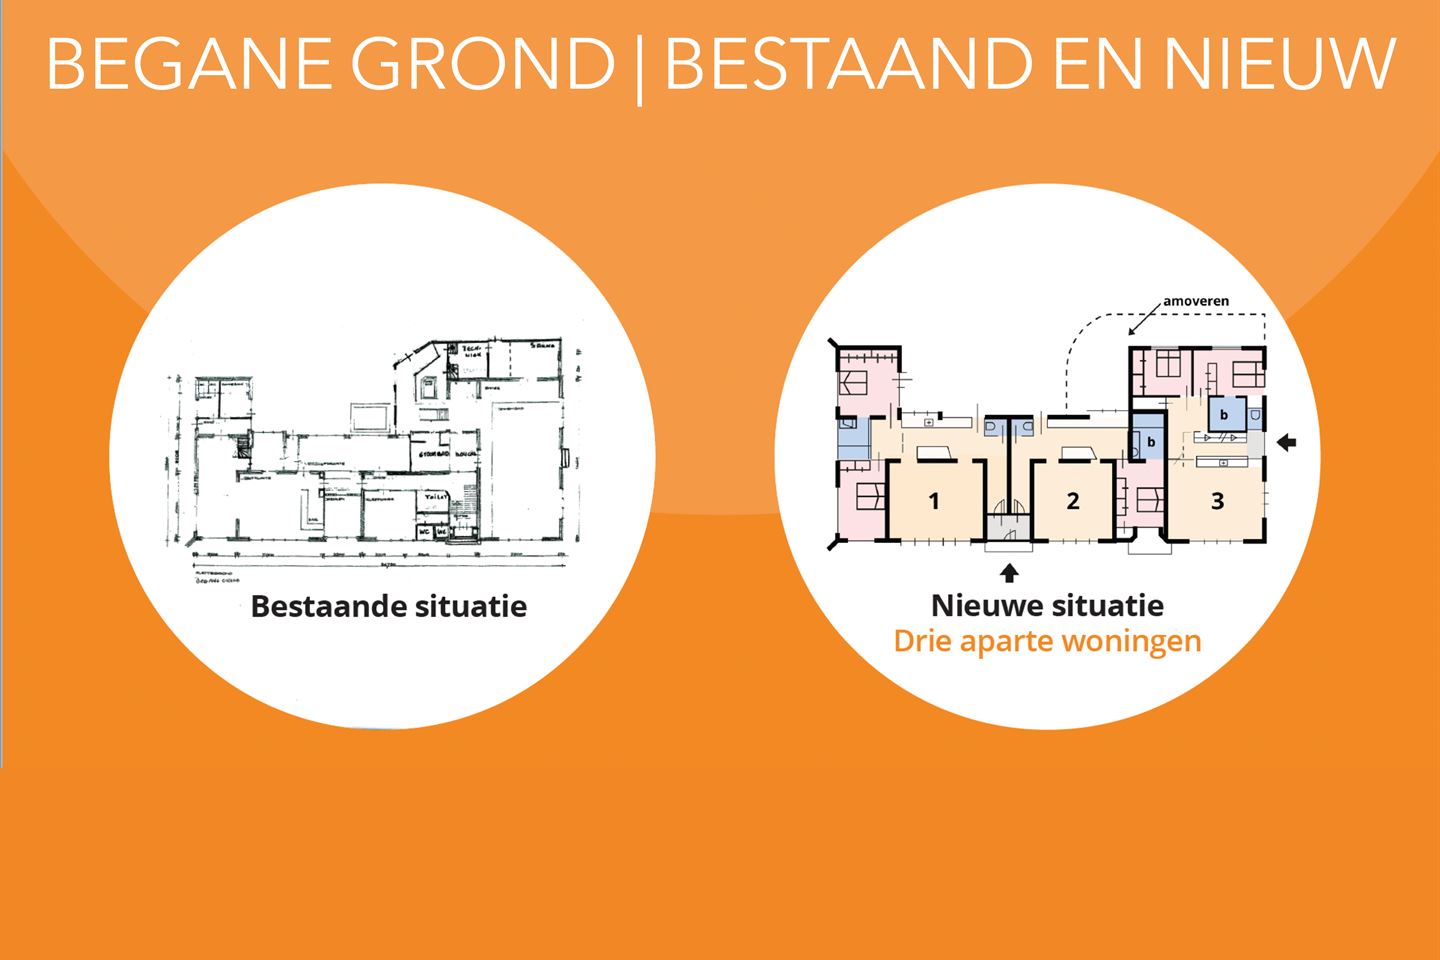 BEGANE GROND | BESTAAND EN NIEUW
amoveren
TECH-
NIEK
SAUNA
STOOMBAD
DOUCHE
TOILET
WC
WC
b
b
1
2
3
Bestaande situatie
Nieuwe situatie
Drie aparte woningen